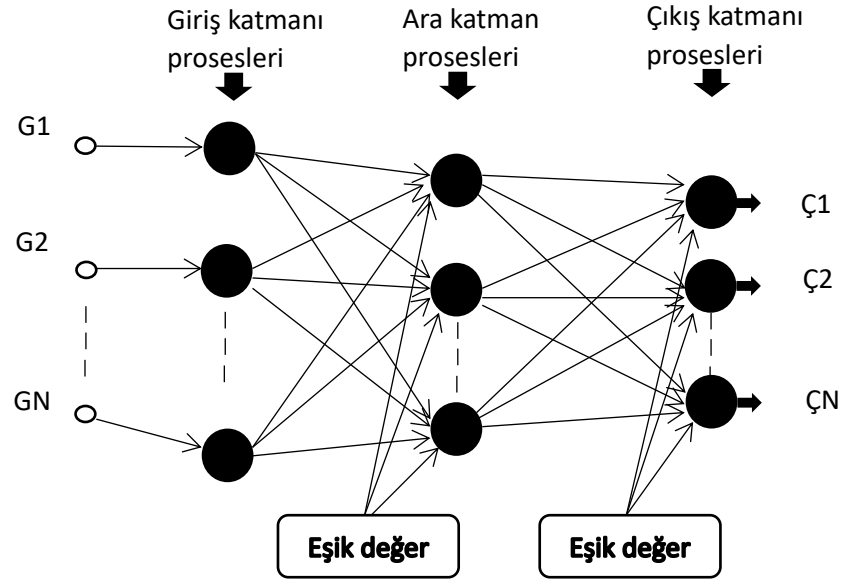 Giriş katmanı
prosesleri
Ara katman
prosesleri
Çıkış katmanı
prosesleri
G1
G2
GN
Ç1
Ç2
ÇN
Eşik değer
Eşik değer